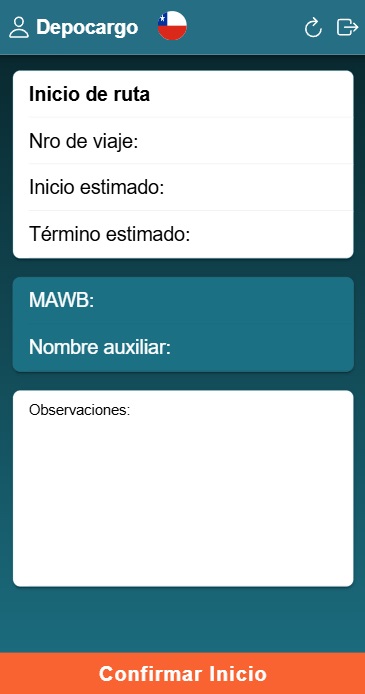 Depocargo
Inicio de ruta
Nro de viaje:
Inicio estimado:
Término estimado:
MAWB:
Nombre auxiliar:
Observaciones:
Confirmar Inicio